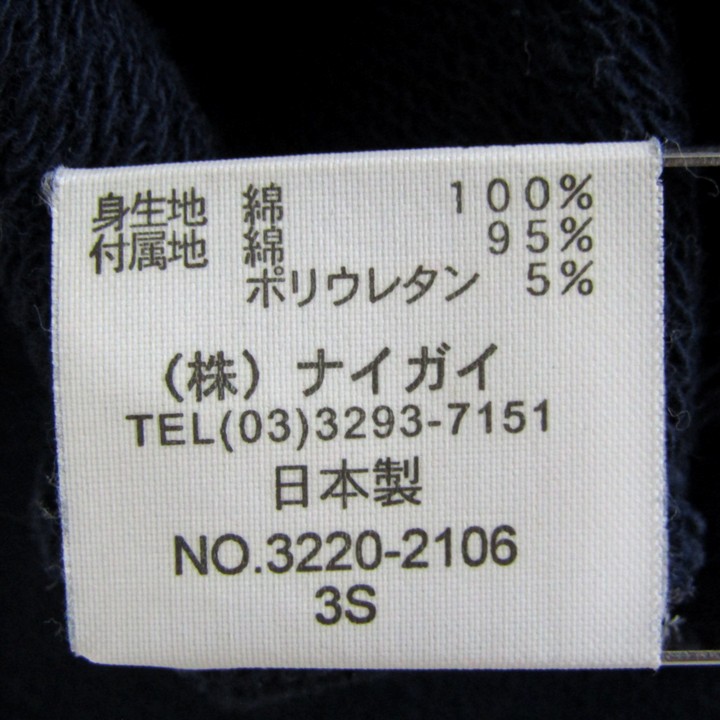 身生地 綿 100%
付属地 綿 95%
ポリウレタン 5%
(株) ナイガイ
TEL(03)3293-7151
日本製
NO.3220-2106
3S